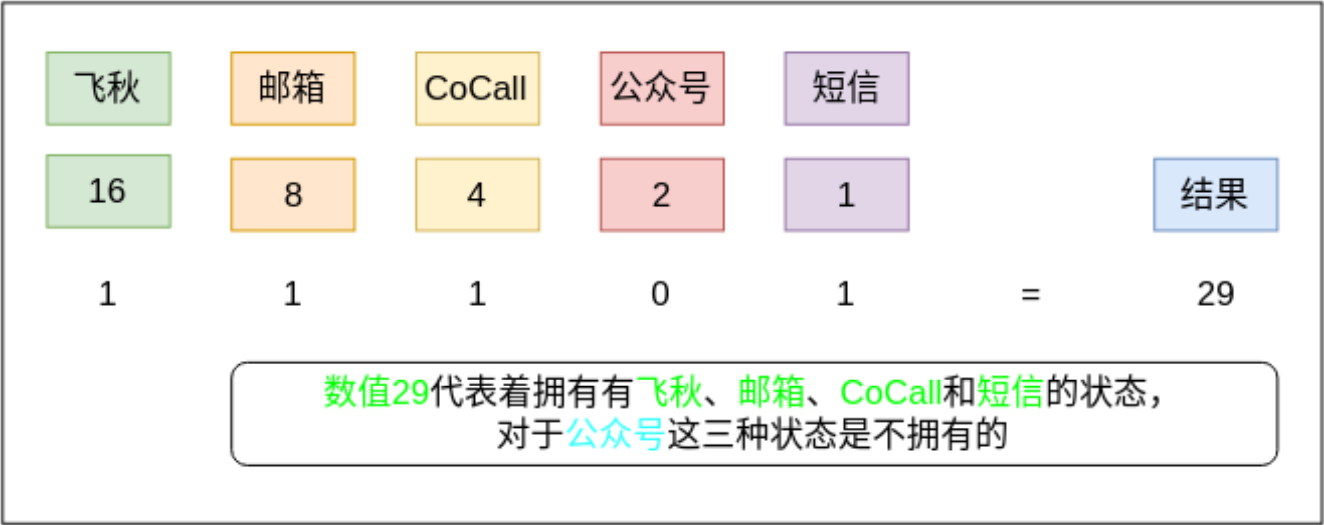 飞秋 邮箱 CoCall 公众号 短信
16 8 4 2 1 结果
1 1 1 0 1 = 29
数值29代表着拥有有飞秋、邮箱、CoCall和短信的状态，
对于公众号这三种状态是不拥有的